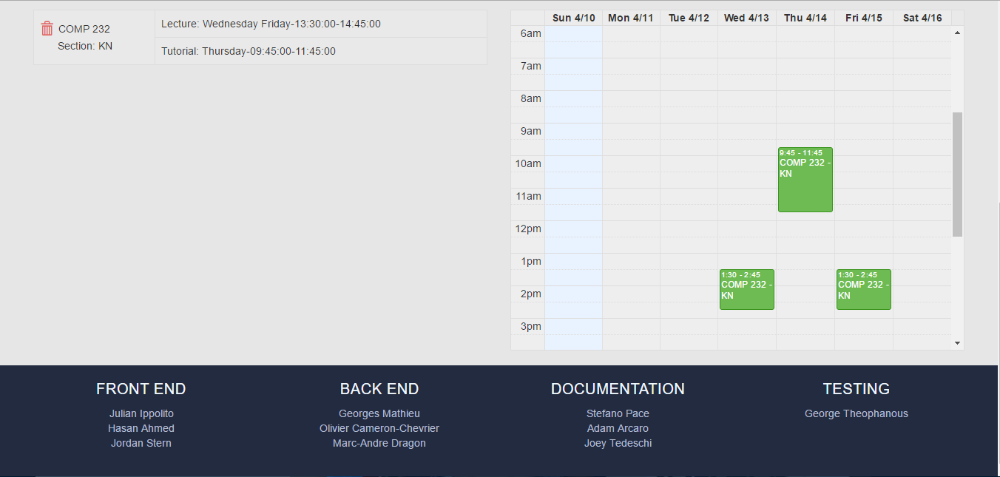 COMP 232
Section: KN
Lecture: Wednesday Friday-13:30:00-14:45:00
Tutorial: Thursday-09:45:00-11:45:00
Sun 4/10 Mon 4/11 Tue 4/12 Wed 4/13 Thu 4/14 Fri 4/15 Sat 4/16
6am
7am
8am
9am
9:45 - 11:45
COMP 232 -
KN
10am
11am
12pm
1pm
1:30 - 2:45
COMP 232 -
KN
1:30 - 2:45
COMP 232 -
KN
2pm
3pm
FRONT END
Julian Ippolito
Hasan Ahmed
Jordan Stern
BACK END
Georges Mathieu
Olivier Cameron-Chevrier
Marc-Andre Dragon
DOCUMENTATION
Stefano Pace
Adam Arcaro
Joey Tedeschi
TESTING
George Theophanous